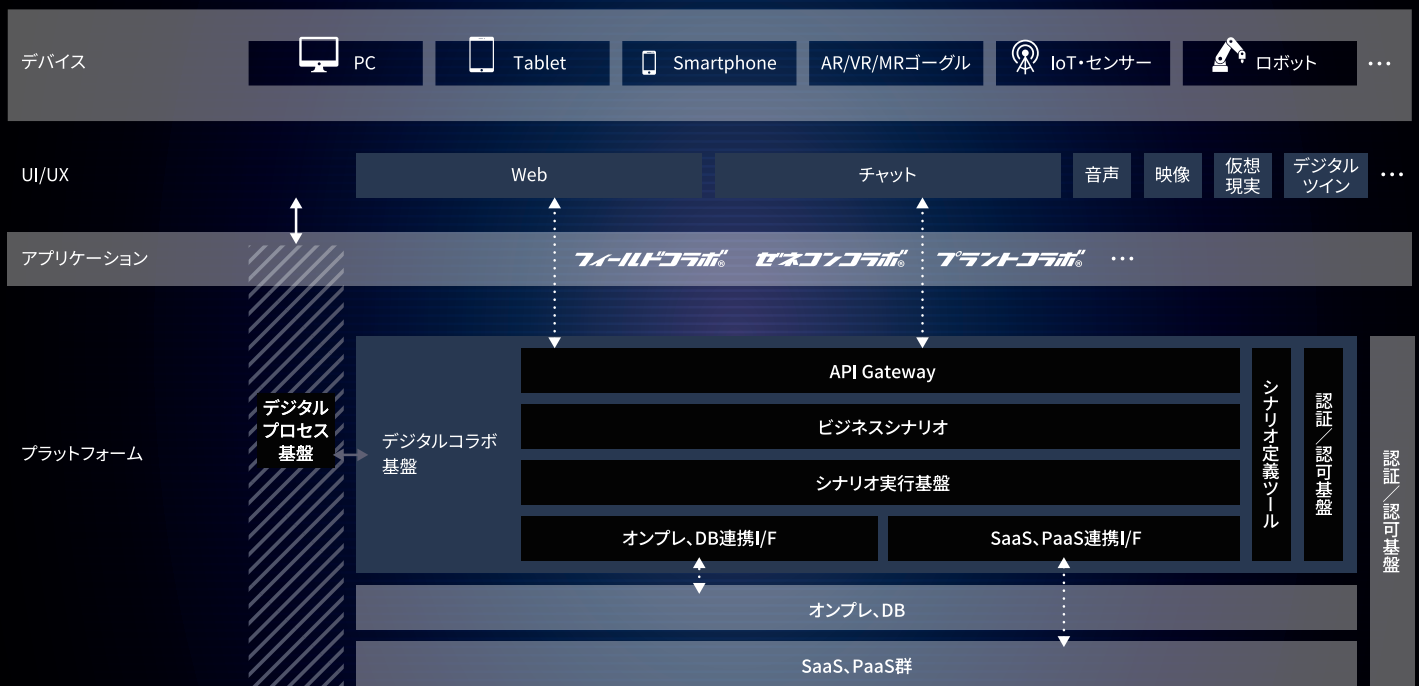 デバイス
PC
Tablet
Smartphone
AR/VR/MRゴーグル
IoT・センサー
ロボット
…
UI/UX
Web
チャット
音声
映像
仮想
現実
デジタル
ツイン
…
アプリケーション
フィールドコラボ®
ゼネコンコラボ®
プラントコラボ®
…
プラットフォーム
デジタル
プロセス
基盤
デジタルコラボ
基盤
API Gateway
ビジネスシナリオ
シナリオ実行基盤
オンプレ、DB連携I/F
SaaS、PaaS連携I/F
シナリオ定義ツール
認証／認可基盤
認証／認可基盤
オンプレ、DB
SaaS、PaaS群